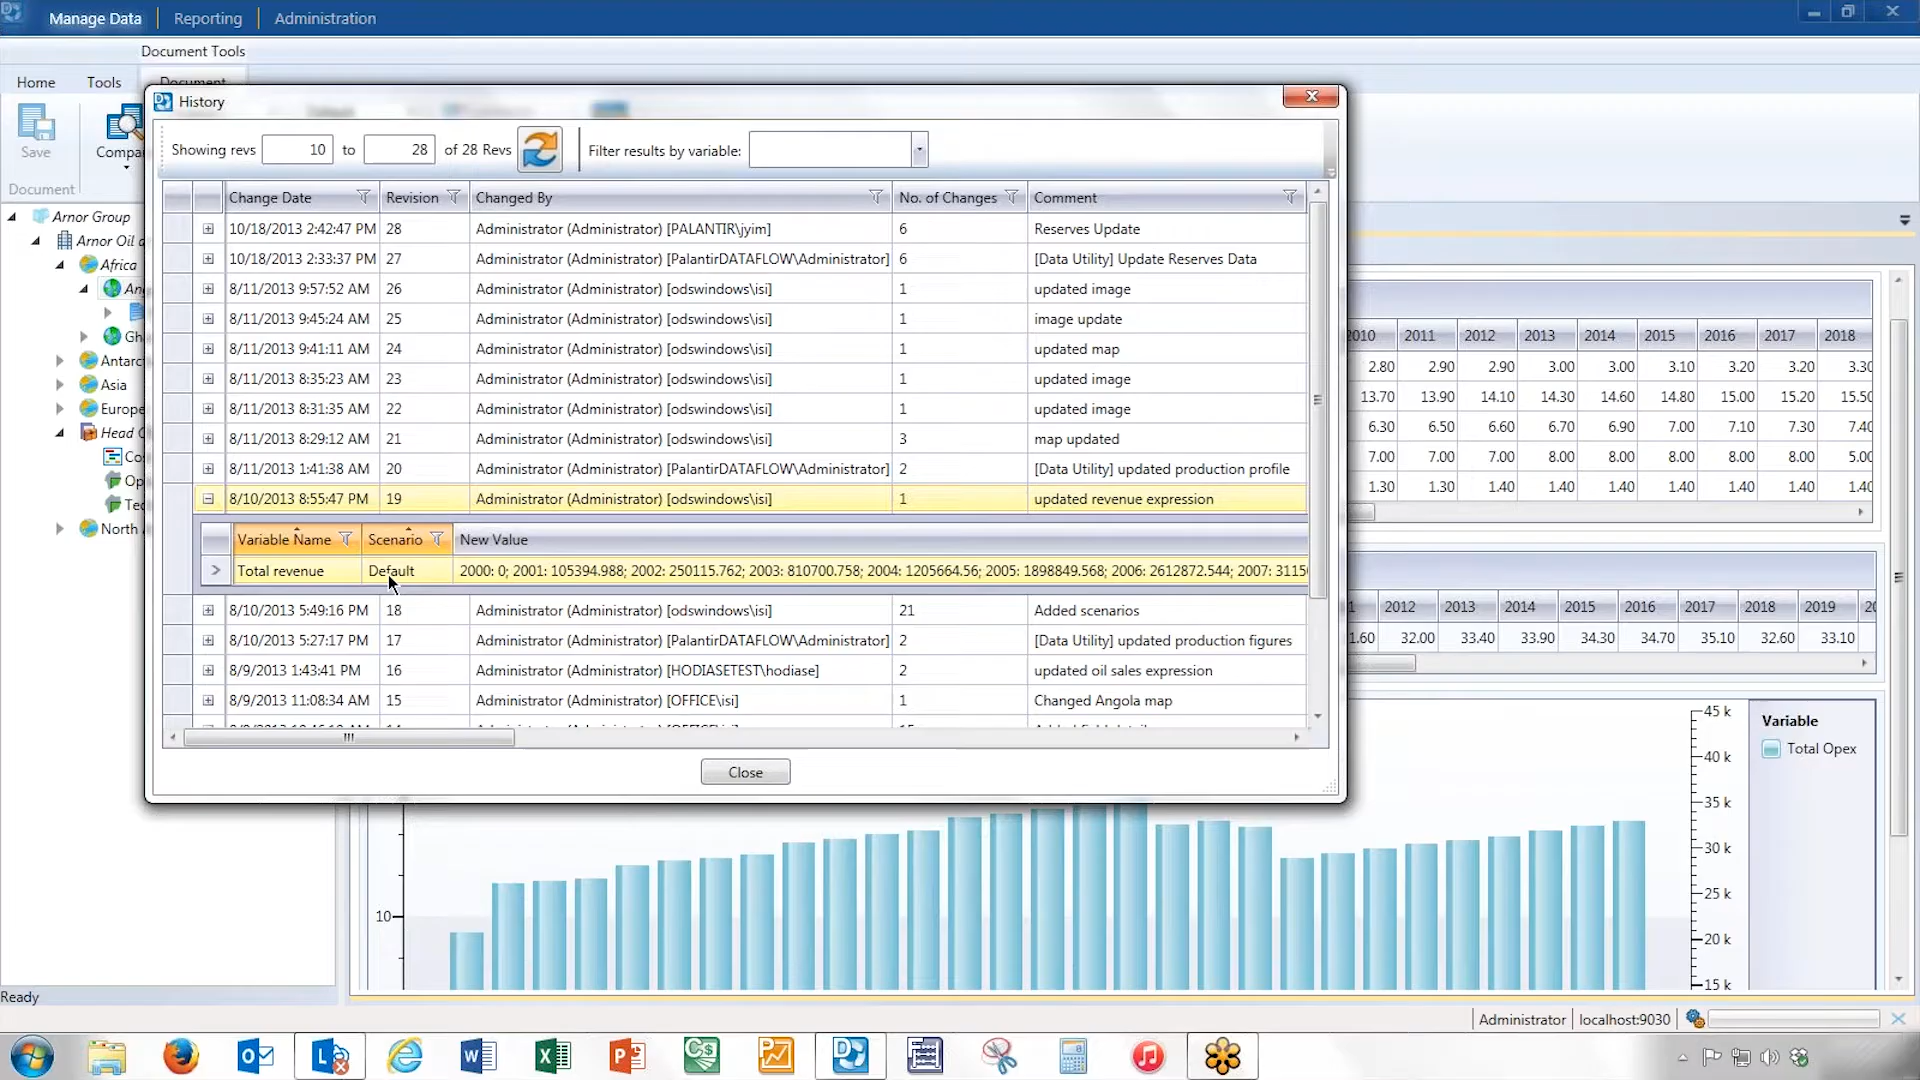 Manage Data | Reporting | Administration
Document Tools
Home Tools Document
Save
Document
Arnor Group
Arnor Oil
Africa
Antarc
Asia
Europe
Head
North
Ready
History
Showing revs 10 to 28 of 28 Revs Filter results by variable:
Change Date Revision Changed By No. of Changes Comment
10/18/2013 2:42:47 PM 28 Administrator (Administrator) [PALANTIR\jyim] 6 Reserves Update
10/18/2013 2:33:37 PM 27 Administrator (Administrator) [PalantirDATAFLOW\Administrator] 6 [Data Utility] Update Reserves Data
8/11/2013 9:57:52 AM 26 Administrator (Administrator) [odswindows\isi] 1 updated image
8/11/2013 9:45:24 AM 25 Administrator (Administrator) [odswindows\isi] 1 image update
8/11/2013 9:41:11 AM 24 Administrator (Administrator) [odswindows\isi] 1 updated map
8/11/2013 8:35:23 AM 23 Administrator (Administrator) [odswindows\isi] 1 updated image
8/11/2013 8:31:35 AM 22 Administrator (Administrator) [odswindows\isi] 1 updated image
8/11/2013 8:29:12 AM 21 Administrator (Administrator) [odswindows\isi] 3 map updated
8/11/2013 1:41:38 AM 20 Administrator (Administrator) [PalantirDATAFLOW\Administrator] 2 [Data Utility] updated production profile
8/10/2013 8:55:47 PM 19 Administrator (Administrator) [odswindows\isi] 1 updated revenue expression
Variable Name Scenario New Value
Total revenue Default 2000: 0; 2001: 105394.988; 2002: 250115.762; 2003: 810700.758; 2004: 1205664.56; 2005: 1898849.568; 2006: 2612872.544; 2007: 3115
8/10/2013 5:49:16 PM 18 Administrator (Administrator) [odswindows\isi] 21 Added scenarios
8/10/2013 5:27:17 PM 17 Administrator (Administrator) [PalantirDATAFLOW\Administrator] 2 [Data Utility] updated production figures
8/9/2013 1:43:41 PM 16 Administrator (Administrator) [HODIASETEST\hodiase] 2 updated oil sales expression
8/9/2013 11:08:34 AM 15 Administrator (Administrator) [OFFICE\isi] 1 Changed Angola map
Close
2010 2011 2012 2013 2014 2015 2016 2017 2018
2.80 2.90 2.90 3.00 3.00 3.10 3.20 3.20 3.30
13.70 13.90 14.10 14.30 14.60 14.80 15.00 15.20 15.50
6.30 6.50 6.60 6.70 6.90 7.00 7.10 7.30 7.40
7.00 7.00 7.00 8.00 8.00 8.00 8.00 8.00 5.00
1.30 1.30 1.40 1.40 1.40 1.40 1.40 1.40 1.40
2012 2013 2014 2015 2016 2017 2018 2019
1.60 32.00 33.40 33.90 34.30 34.70 35.10 32.60 33.10
10
45 k
40 k
35 k
30 k
25 k
20 k
15 k
Variable
Total Opex
Administrator localhost:9030